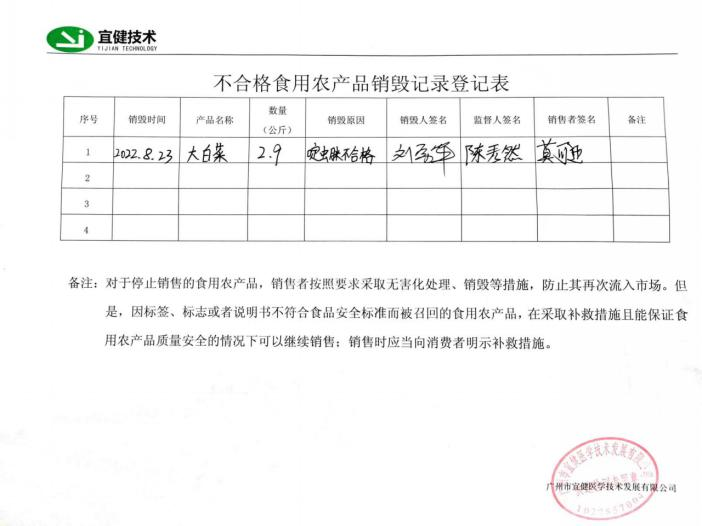 宜健技术
YIJIAN TECHNOLOGY
不合格食用农产品销毁记录登记表
序号 销毁时间 产品名称 数量（公斤） 销毁原因 销毁人签名 监督人签名 销售者签名 备注
1 2022.8.23 大白菜 2.9 啶虫脒不合格 陈秀然
2
3
4
备注：对于停止销售的食用农产品，销售者按照要求采取无害化处理、销毁等措施，防止其再次流入市场。但
是，因标签、标志或者说明书不符合食品安全标准而被召回的食用农产品，在采取补救措施且能保证食
用农产品质量安全的情况下可以继续销售；销售时应当向消费者明示补救措施。
广州市宜健医学技术发展有限公司